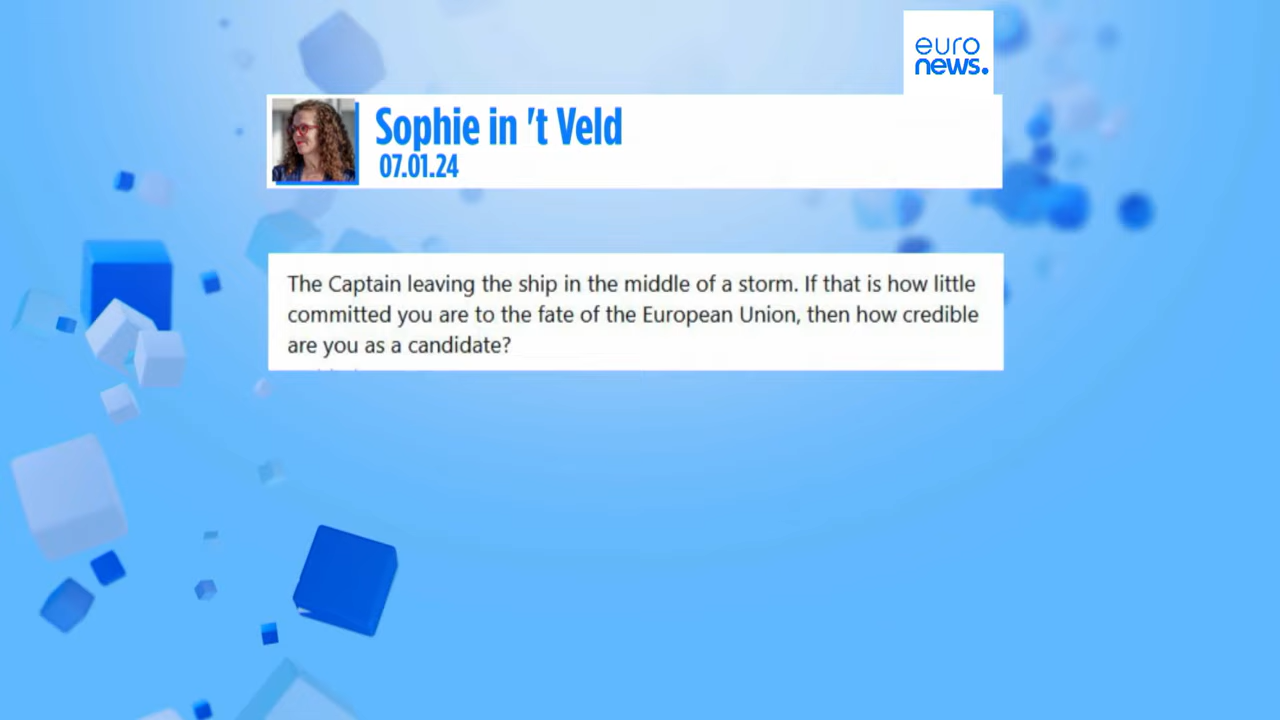 euro
news.
Sophie in 't Veld
07.01.24
The Captain leaving the ship in the middle of a storm. If that is how little
committed you are to the fate of the European Union, then how credible
are you as a candidate?